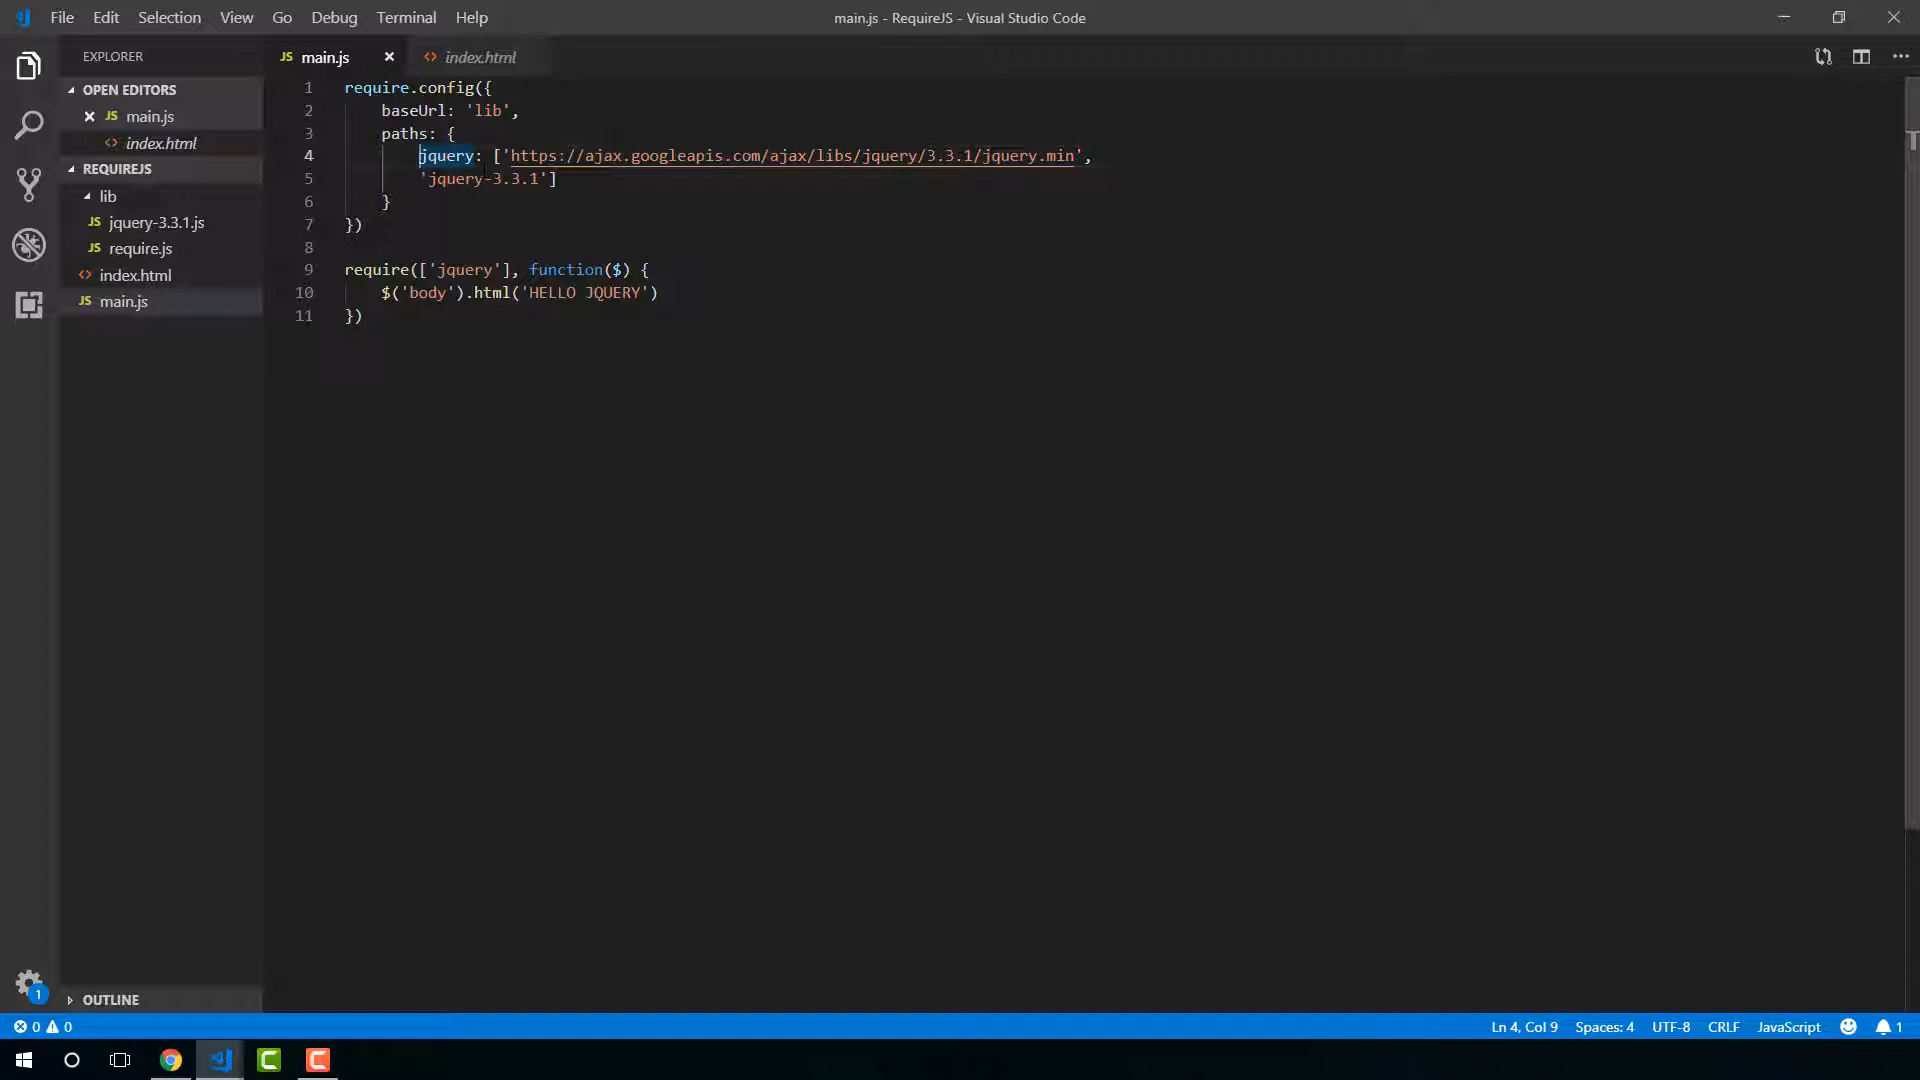 File Edit Selection View Go Debug Terminal Help
main.js - RequireJS - Visual Studio Code
EXPLORER
OPEN EDITORS
JS main.js
<> index.html
REQUIREJS
lib
JS jquery-3.3.1.js
JS require.js
<> index.html
JS main.js
OUTLINE
JS main.js
<> index.html
1 require.config({
2 baseUrl: 'lib',
3 paths: {
4 jquery: ['https://ajax.googleapis.com/ajax/libs/jquery/3.3.1/jquery.min',
5 'jquery-3.3.1']
6 }
7 })
8
9 require(['jquery'], function($) {
10 $('body').html('HELLO JQUERY')
11 })
1
0 0
Ln 4, Col 9 Spaces: 4 UTF-8 CRLF JavaScript 1